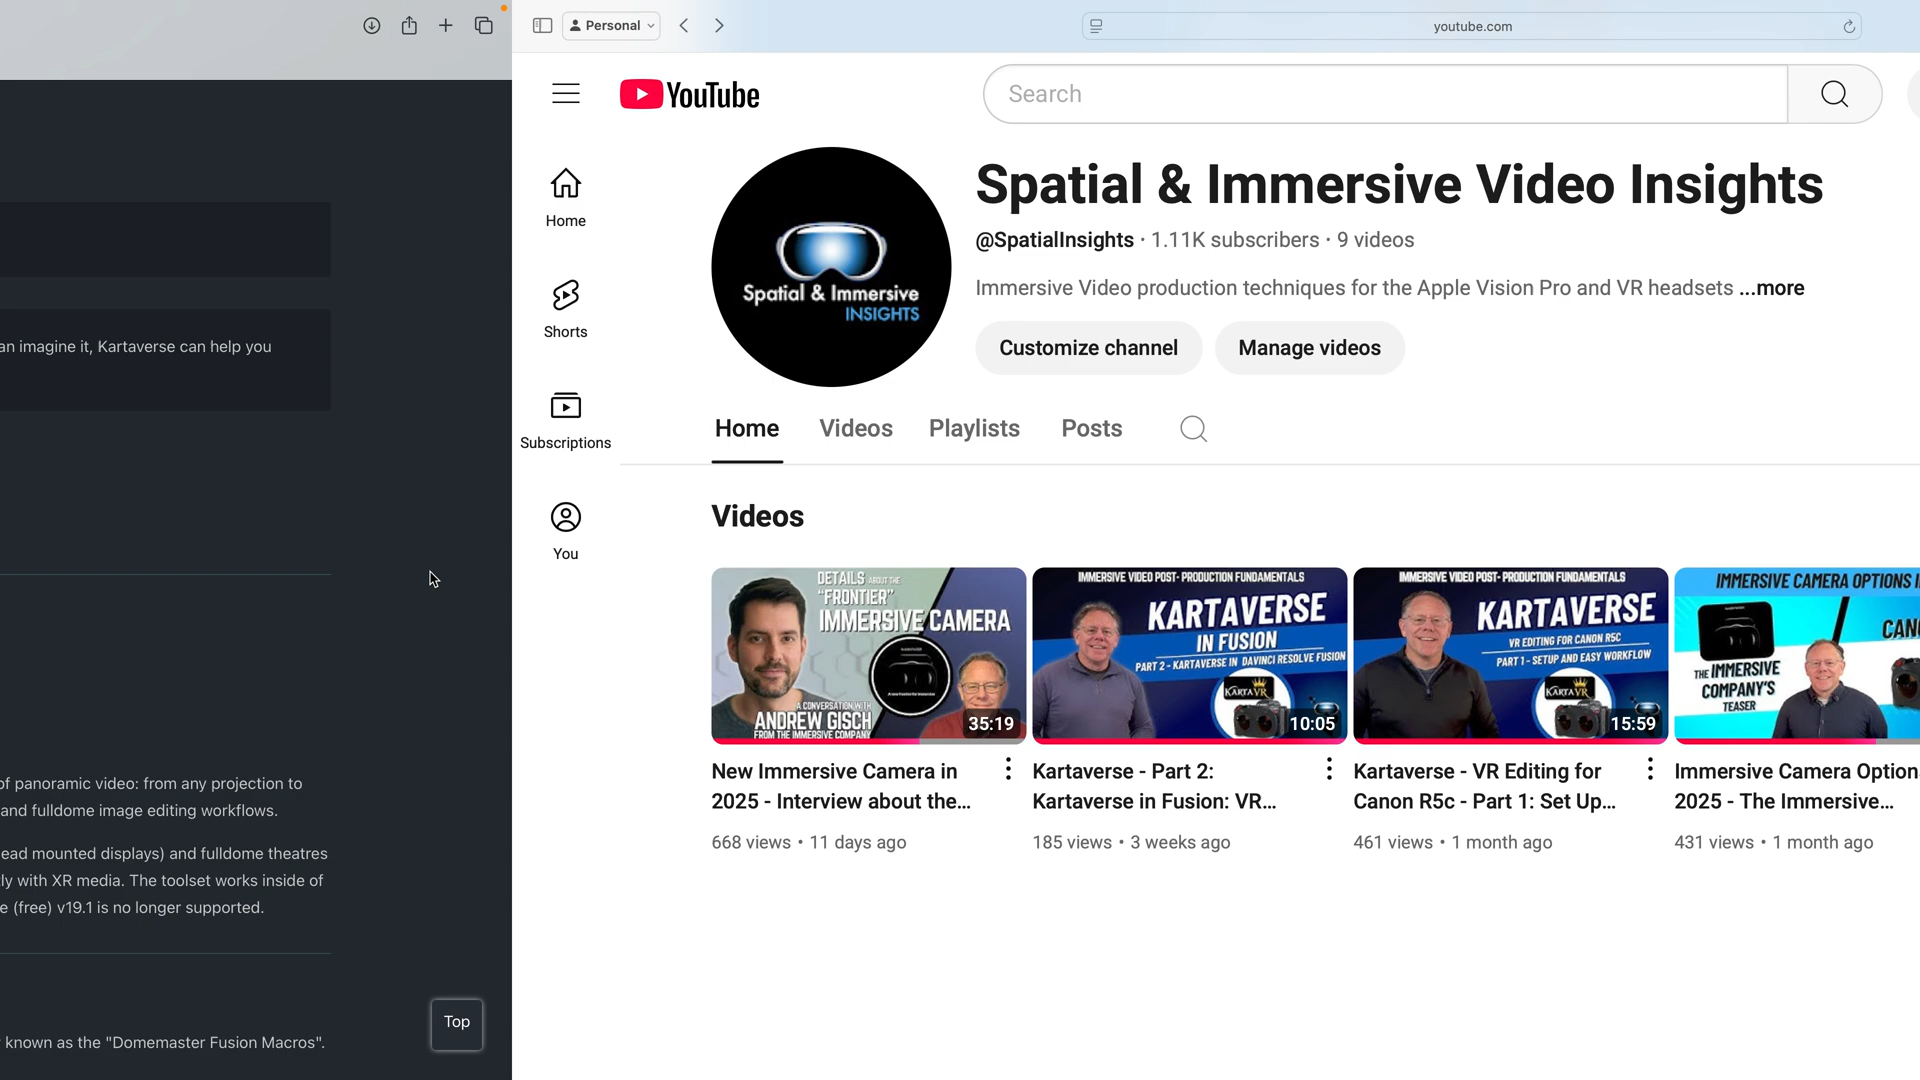 an imagine it, Kartaverse can help you
of panoramic video: from any projection to
and fulldome image editing workflows.
ead mounted displays) and fulldome theatres
ly with XR media. The toolset works inside of
e (free) v19.1 is no longer supported.
Top
known as the "Domemaster Fusion Macros".
Personal
youtube.com
YouTube
Search
Home
Shorts
Subscriptions
You
Spatial & Immersive
INSIGHTS
Spatial & Immersive Video Insights
@SpatialInsights · 1.11K subscribers · 9 videos
Immersive Video production techniques for the Apple Vision Pro and VR headsets ...more
Customize channel
Manage videos
Home
Videos
Playlists
Posts
Videos
DETAILS ABOUT THE
"FRONTIER"
IMMERSIVE CAMERA
A CONVERSATION WITH
ANDREW GISCH
FROM THE IMMERSIVE COMPANY
35:19
New Immersive Camera in
2025 - Interview about the...
668 views • 11 days ago
IMMERSIVE VIDEO POST- PRODUCTION FUNDAMENTALS
KARTAVERSE
IN FUSION
PART 2 - KARTAVERSE IN DAVINCI RESOLVE FUSION
KARTAVR
10:05
Kartaverse - Part 2:
Kartaverse in Fusion: VR...
185 views • 3 weeks ago
IMMERSIVE VIDEO POST- PRODUCTION FUNDAMENTALS
KARTAVERSE
VR EDITING FOR CANON R5C
PART 1 - SETUP AND EASY WORKFLOW
KARTAVR
15:59
Kartaverse - VR Editing for
Canon R5c - Part 1: Set Up...
461 views • 1 month ago
IMMERSIVE CAMERA OPTIONS I
CAN
THE IMMERSIVE
COMPANY'S
TEASER
Immersive Camera Option
2025 - The Immersive...
431 views • 1 month ago